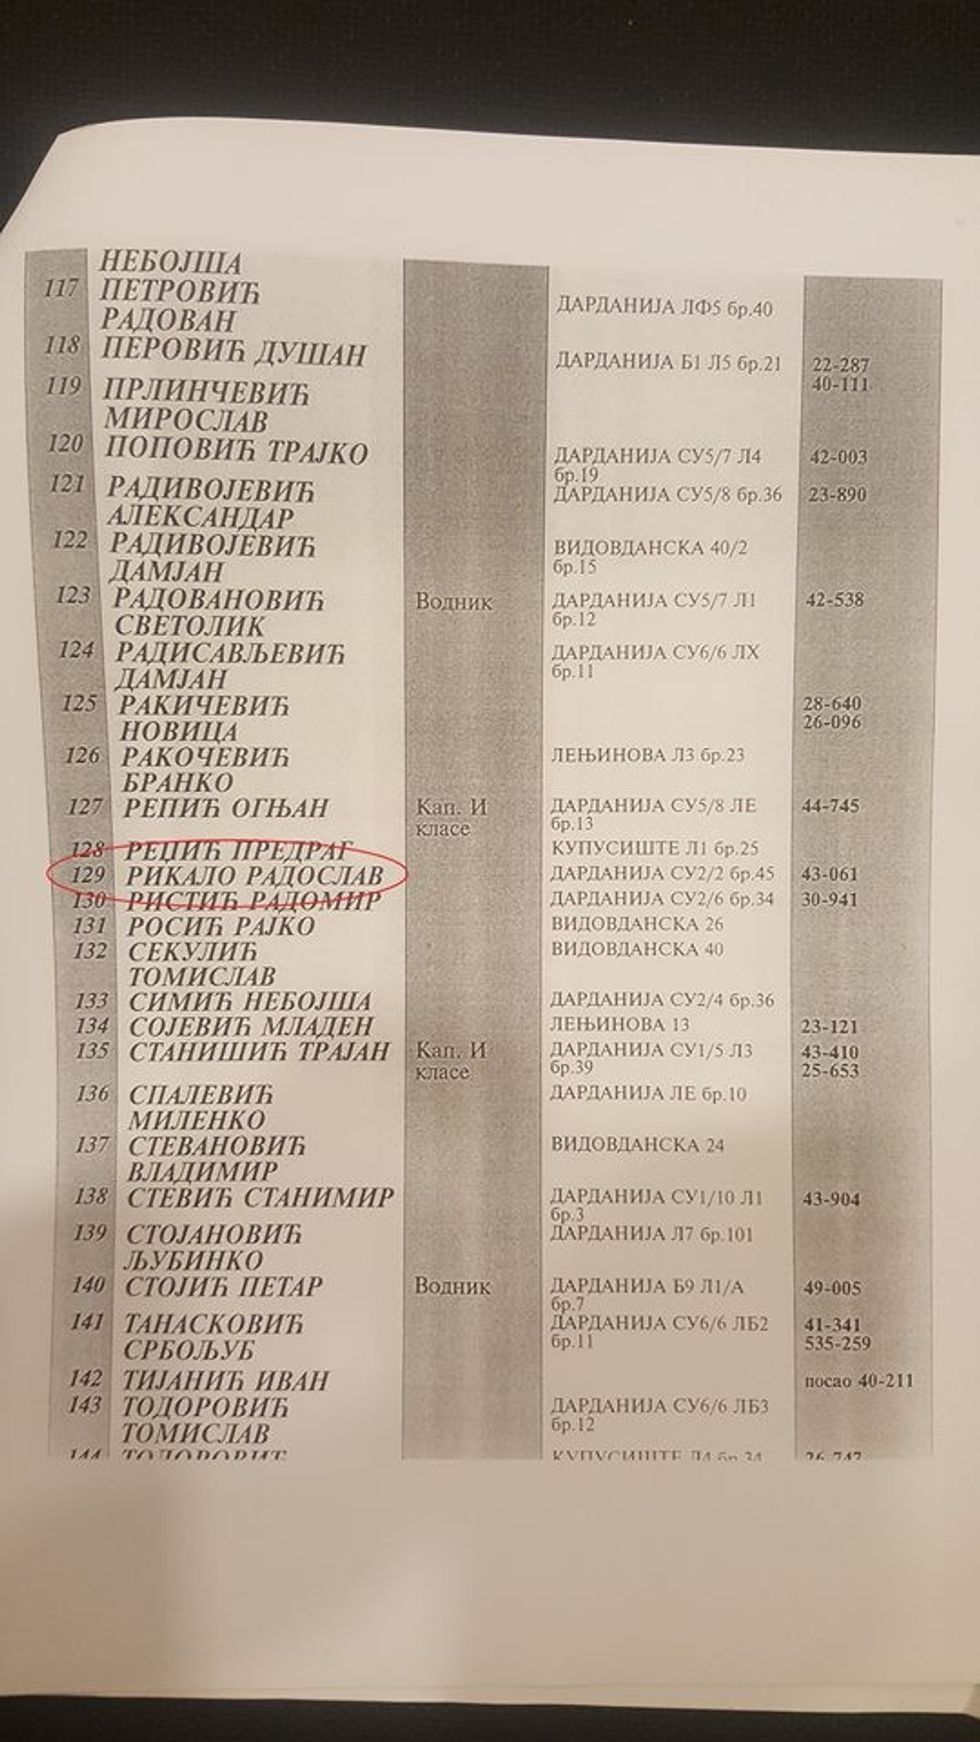 НЕБОЈША
117 ПЕТРОВИЋ ДАРДАНИЈА ЛФ5 бр.40
РАДОВАН
118 ПЕРОВИЋ ДУШАН ДАРДАНИЈА Б1 Л5 бр.21 22-287
119 ПРЛИНЧЕВИЋ 40-111
МИРОСЛАВ
120 ПОПОВИЋ ТРАЈКО ДАРДАНИЈА СУ5/7 Л4 42-003
бр.19
121 РАДИВОЈЕВИЋ ДАРДАНИЈА СУ5/8 бр.36 23-890
АЛЕКСАНДАР
122 РАДИВОЈЕВИЋ ВИДОВДАНСКА 40/2
ДАМЈАН бр.15
123 РАДОВАНОВИЋ Водник ДАРДАНИЈА СУ5/7 Л1 42-538
СВЕТОЛИК бр.12
124 РАДИСАВЉЕВИЋ ДАРДАНИЈА СУ6/6 ЛХ
ДАМЈАН бр.11
125 РАКИЧЕВИЋ 28-640
НОВИЦА 26-096
126 РАКОЧЕВИЋ ЛЕЊИНОВА Л3 бр.23
БРАНКО
127 РЕПИЋ ОГЊАН Кап. И ДАРДАНИЈА СУ5/8 ЛЕ 44-745
класе бр.13
128 РЕЏИЋ ПРЕДРАГ КУПУСИШТЕ Л1 бр.25
129 РИКАЛО РАДОСЛАВ ДАРДАНИЈА СУ2/2 бр.45 43-061
130 РИСТИЋ РАДОМИР ДАРДАНИЈА СУ2/6 бр.34 30-941
131 РОСИЋ РАЈКО ВИДОВДАНСКА 26
132 СЕКУЛИЋ ВИДОВДАНСКА 40
ТОМИСЛАВ
133 СИМИЋ НЕБОЈША ДАРДАНИЈА СУ2/4 бр.36
134 СОЈЕВИЋ МЛАДЕН ЛЕЊИНОВА 13 23-121
135 СТАНИШИЋ ТРАЈАН Кап. И ДАРДАНИЈА СУ1/5 Л3 43-410
класе бр.39 25-653
136 СПАЛЕВИЋ ДАРДАНИЈА ЛЕ бр.10
МИЛЕНКО
137 СТЕВАНОВИЋ ВИДОВДАНСКА 24
ВЛАДИМИР
138 СТЕВИЋ СТАНИМИР ДАРДАНИЈА СУ1/10 Л1 43-904
бр.3
139 СТОЈАНОВИЋ ДАРДАНИЈА Л7 бр.101
ЉУБИНКО
140 СТОЈИЋ ПЕТАР Водник ДАРДАНИЈА Б9 Л1/А 49-005
бр.7
141 ТАНАСКОВИЋ ДАРДАНИЈА СУ6/6 ЛБ2 41-341
СРБОЉУБ бр.11 535-259
142 ТИЈАНИЋ ИВАН посао 40-211
143 ТОДОРОВИЋ ДАРДАНИЈА СУ6/6 ЛБ3
ТОМИСЛАВ бр.12
144 ТОДОРОВИЋ КУПУСИШТЕ Л4 бр.34 26-747